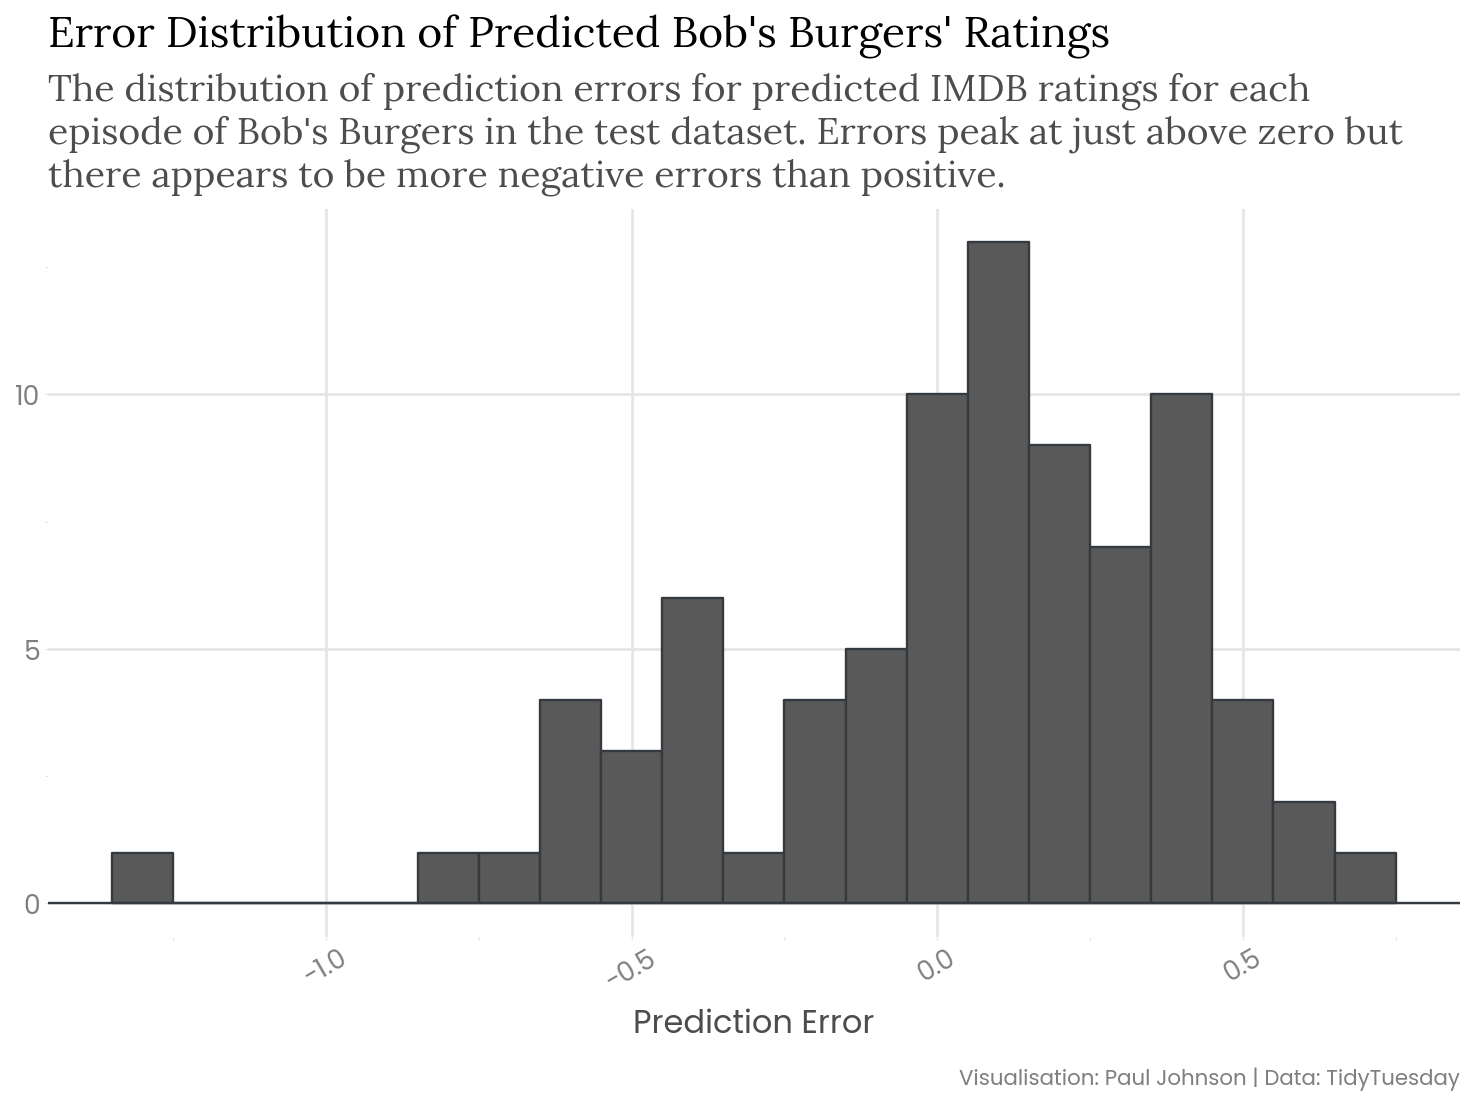 Error Distribution of Predicted Bob's Burgers' Ratings
The distribution of prediction errors for predicted IMDB ratings for each
episode of Bob's Burgers in the test dataset. Errors peak at just above zero but
there appears to be more negative errors than positive.
10
5
0
-1.0
-0.5
0.0
0.5
Prediction Error
Visualisation: Paul Johnson | Data: TidyTuesday